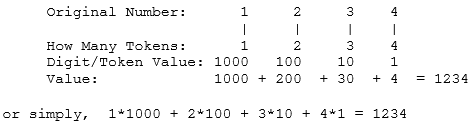 Original Number: 1 2 3 4
| | | |
How Many Tokens: 1 2 3 4
Digit/Token Value: 1000 100 10 1
Value: 1000 + 200 + 30 + 4 = 1234
or simply, 1*1000 + 2*100 + 3*10 + 4*1 = 1234